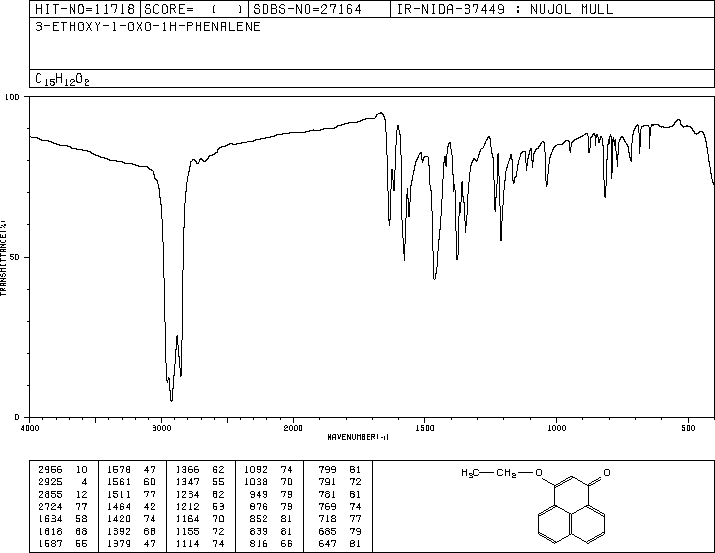 HIT-NO=11718 SCORE= ( ) SDBS-NO=27164 IR-NIDA-37449 : NUJOL MULL
3-ETHOXY-1-OXO-1H-PHENALENE
C15H12O2
100
50
0
TRANSMITTANCE(%)
4000 3000 2000 1500 1000 500
WAVENUMBER(-1)
2956 10 1578 47 1366 62 1092 74 799 81
2925 4 1561 60 1347 55 1038 70 791 72
2855 12 1511 77 1234 62 949 79 781 81
2724 77 1464 42 1212 53 876 79 769 74
1634 58 1420 74 1164 70 852 81 718 77
1618 68 1392 68 1155 72 839 81 685 79
1587 66 1379 47 1114 74 816 66 647 81
H3C CH2 O O